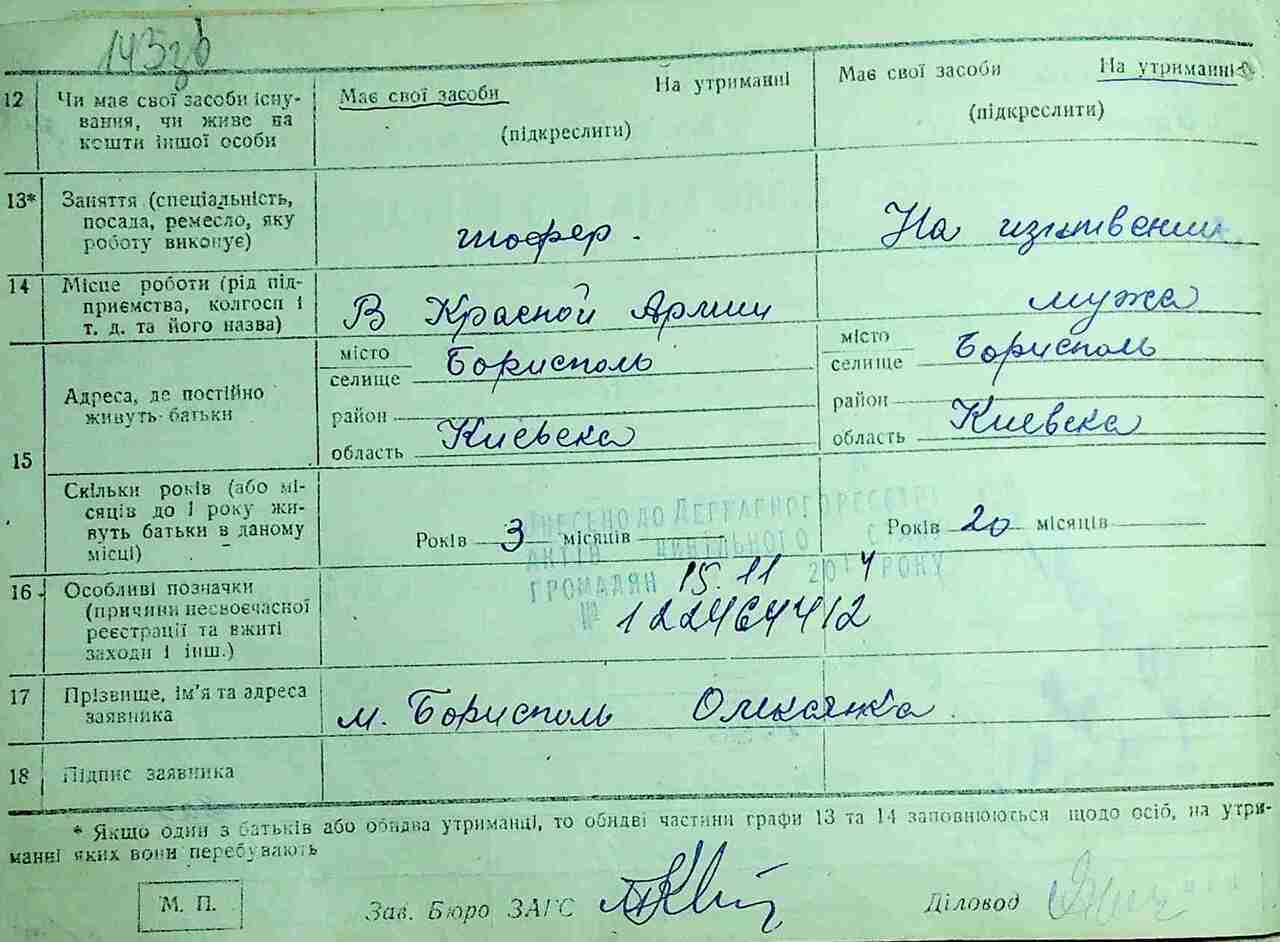 143
12 Чи має свої засоби існування, чи живе на кошти іншої особи
Має свої засоби На утриманні
(підкреслити)
Має свої засоби На утриманні
(підкреслити)
13* Заняття (спеціальність, посада, ремесло, яку роботу виконує)
шофер.
На иждивении
14 Місце роботи (рід підприємства, колгосп і т. д. та його назва)
В Красной Армии
мужа
15 Адреса, де постійно живуть батьки
місто
селище Борисполь
район
область Киевска
місто
селище Борисполь
район
область Киевска
Скільки років (або місяців до 1 року живуть батьки в даному місці)
Років 3 місяців
Років 20 місяців
ВНЕСЕНО ДО ДЕРЖАВНОГО РЕЄСТРУ
АКТІВ ЦИВІЛЬНОГО С
ГРОМАДЯН 15.11 2014 РОКУ
№ 122464412
16 Особливі позначки (причини несвоєчасної реєстрації та вжиті заходи і інш.)
17 Прізвище, ім'я та адреса заявника
м. Борисполь
18 Підпис заявника
* Якщо один з батьків або обидва утриманці, то обидві частини графи 13 та 14 заповнюються щодо осіб, на утри-
манні яких вони перебувають
М. П.
Зав. Бюро ЗАГС
Діловод